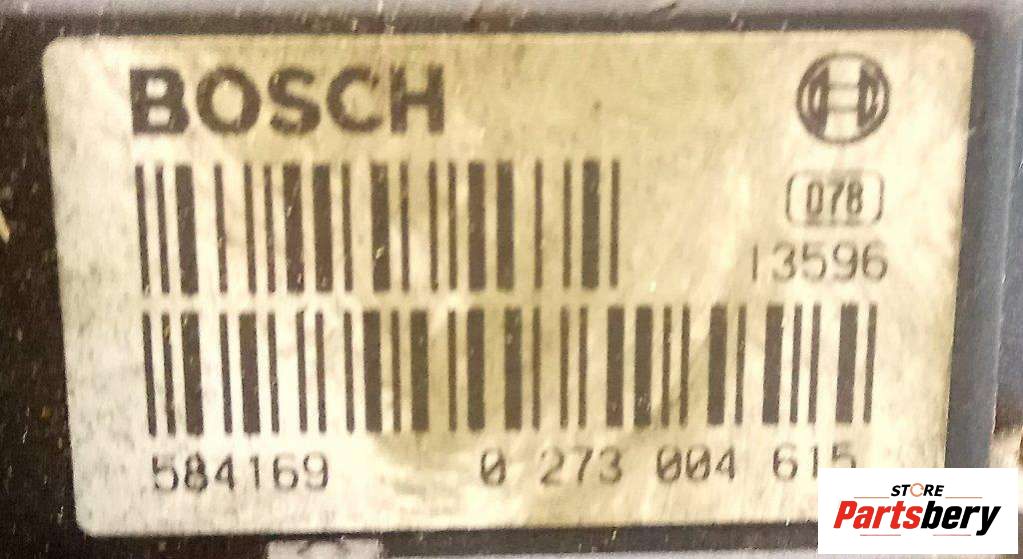 BOSCH
078
13596
584169 0 273 004 615
STORE
Partsbery